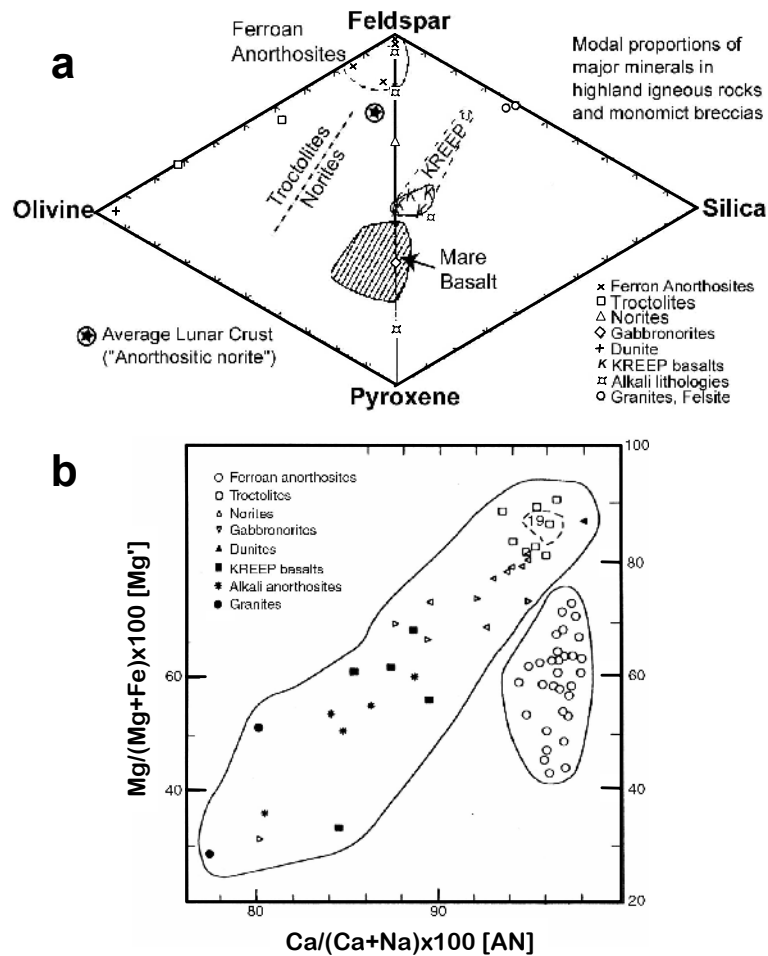 Feldspar
Ferroan
Anorthosites
a
Modal proportions of
major minerals in
highland igneous rocks
and monomict breccias
Troctolites
Norites
KREEP
K
K
K
K
Olivine
Silica
Mare
Basalt
Average Lunar Crust
("Anorthositic norite")
Pyroxene
Ferron Anorthosites
Troctolites
Norites
Gabbronorites
Dunite
K KREEP basalts
Alkali lithologies
Granites, Felsite
b
100
Ferroan anorthosites
Troctolites
Norites
Gabbronorites
Dunites
KREEP basalts
Alkali anorthosites
Granites
19
80
60
60
40
40
20
Mg/(Mg+Fe)x100 [Mg']
80
90
Ca/(Ca+Na)x100 [AN]